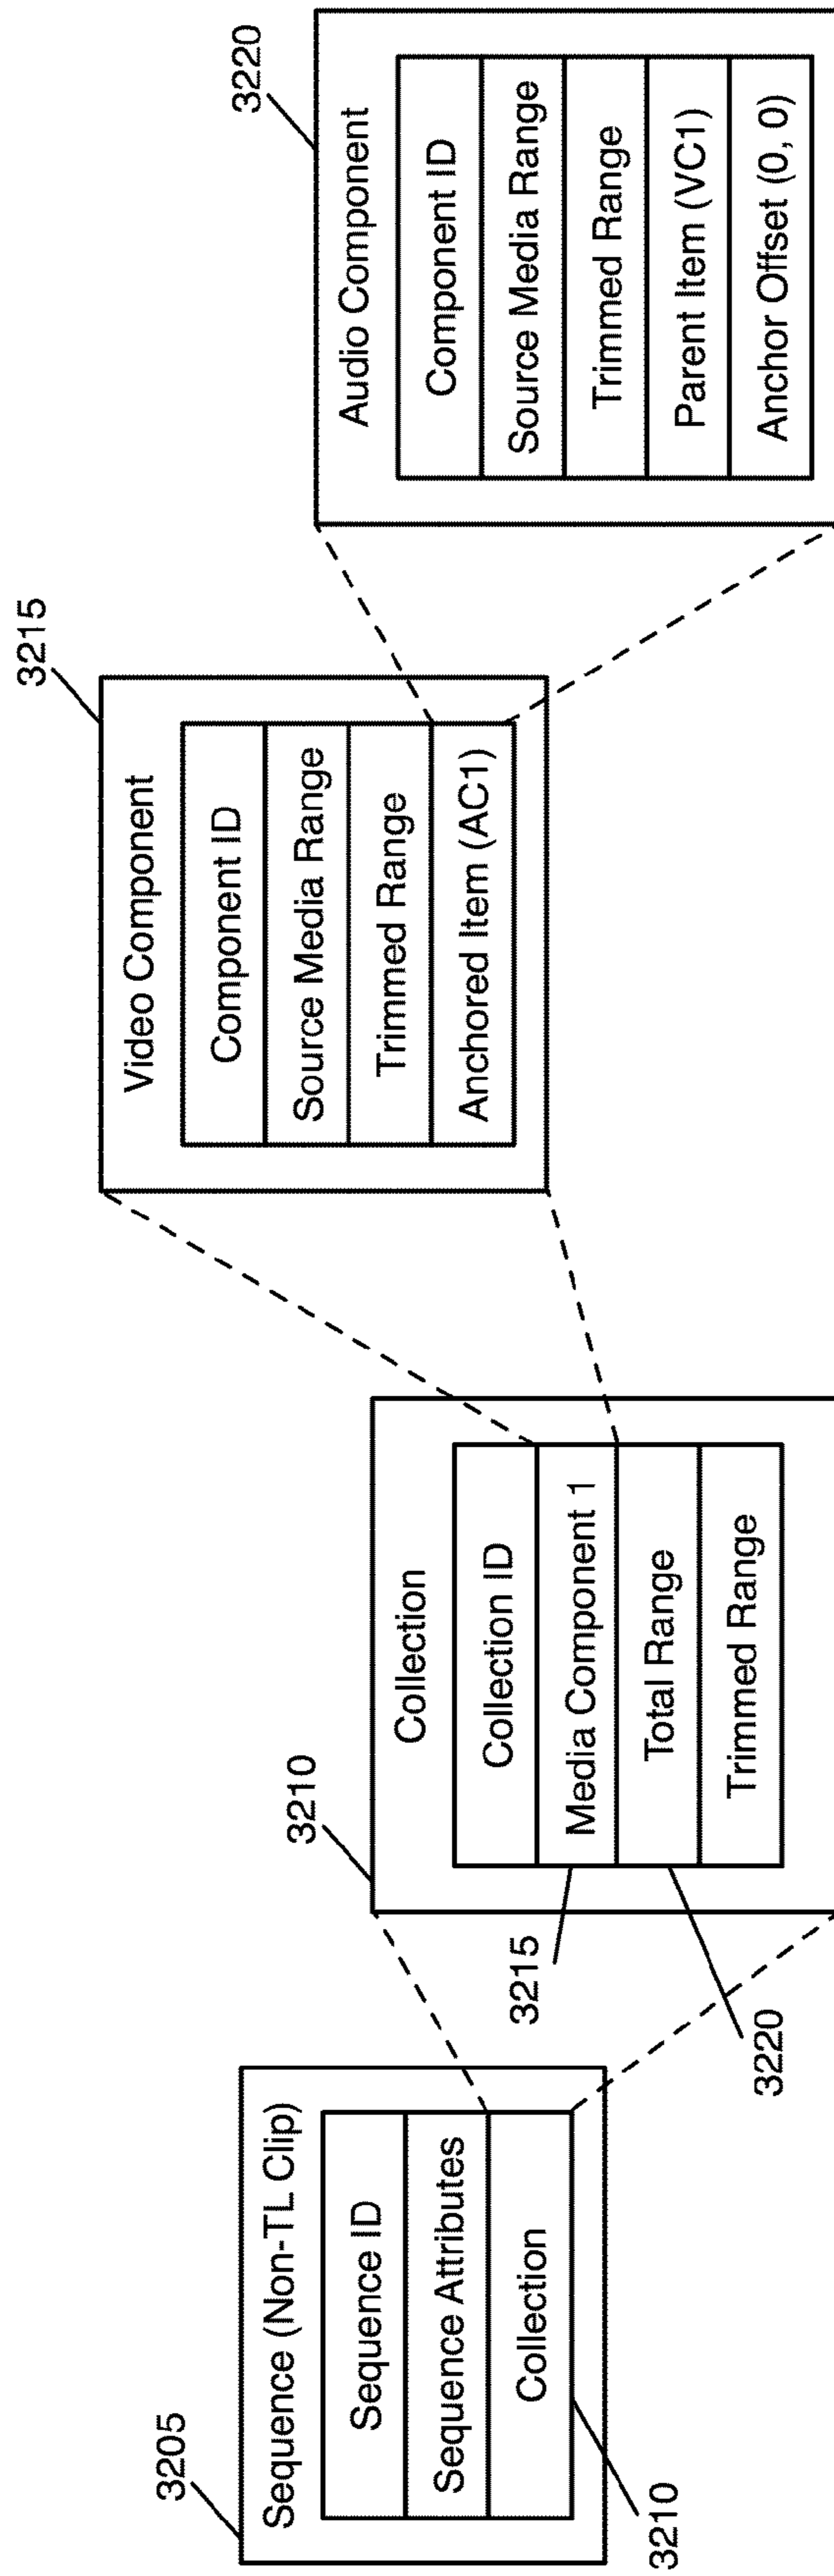 3205
Sequence (Non-TL Clip)
Sequence ID
Sequence Attributes
Collection
3210
3210
Collection
Collection ID
Media Component 1
Total Range
Trimmed Range
3215
3220
3215
Video Component
Component ID
Source Media Range
Trimmed Range
Anchored Item (AC1)
3220
Audio Component
Component ID
Source Media Range
Trimmed Range
Parent Item (VC1)
Anchor Offset (0, 0)